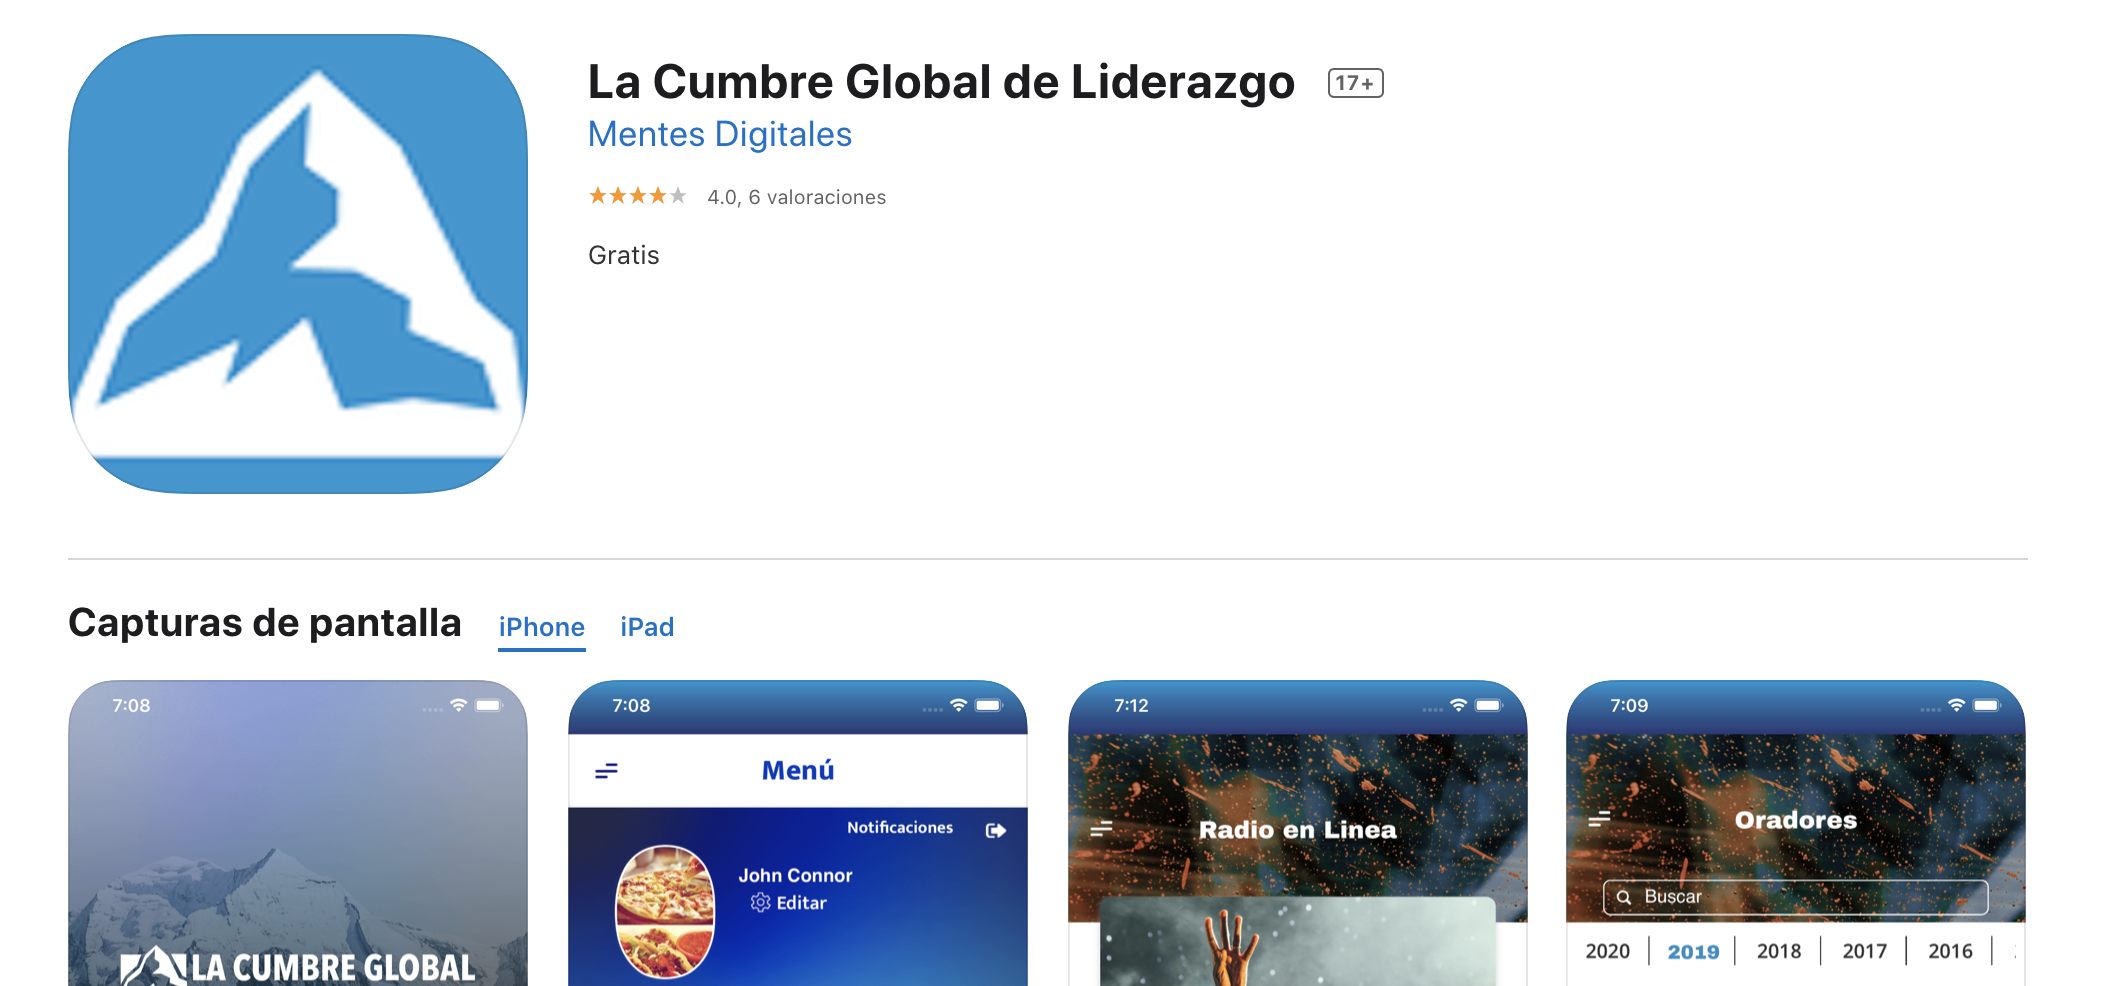 La Cumbre Global de Liderazgo 17+
Mentes Digitales
4.0, 6 valoraciones
Gratis
Capturas de pantalla iPhone iPad
7:08
LA CUMBRE GLOBAL
7:08
Menú
Notificaciones
John Connor
Editar
7:12
Radio en Linea
7:09
Oradores
Buscar
2020 2019 2018 2017 2016